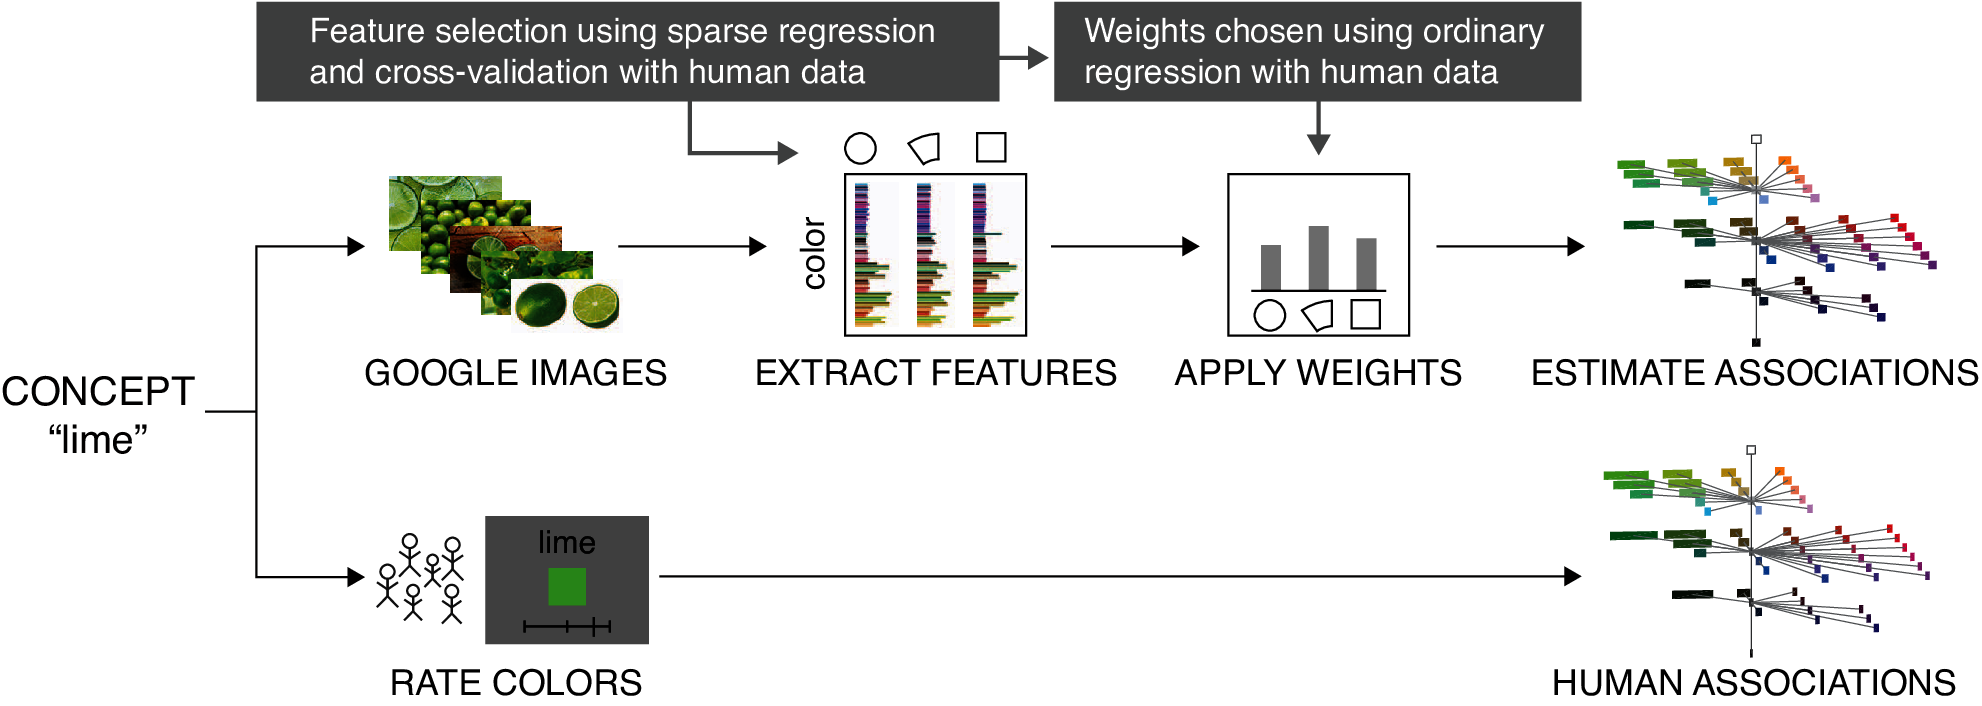 Feature selection using sparse regression
and cross-validation with human data
Weights chosen using ordinary
regression with human data
color
GOOGLE IMAGES
EXTRACT FEATURES
APPLY WEIGHTS
ESTIMATE ASSOCIATIONS
CONCEPT
“lime”
lime
RATE COLORS
HUMAN ASSOCIATIONS